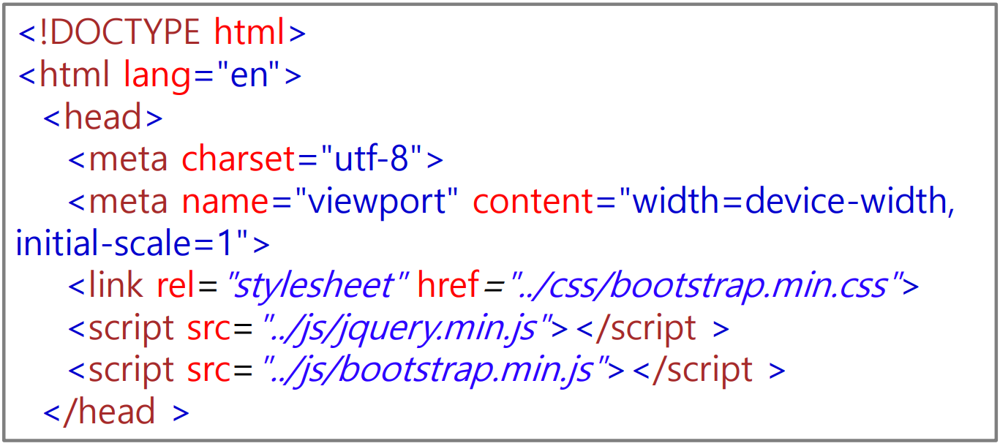 <!DOCTYPE html>
<html lang="en">
  <head>
    <meta charset="utf-8">
    <meta name="viewport" content="width=device-width,
initial-scale=1">
    <link rel="stylesheet" href="../css/bootstrap.min.css">
    <script src="../js/jquery.min.js"></script >
    <script src="../js/bootstrap.min.js"></script >
  </head >